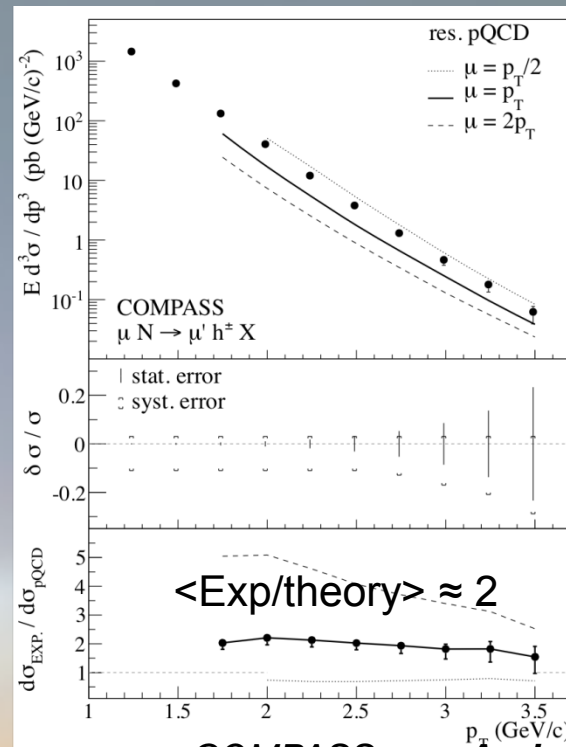 res. pQCD
μ = p_T/2
μ = p_T
μ = 2p_T
E d³σ / dp³ (pb (GeV/c)⁻²)
10³
10²
10
1
10⁻¹
COMPASS
μ N → μ' h± X
stat. error
syst. error
δ σ / σ
0.2
0
-0.2
dσ_EXP. / dσ_pQCD
5
4
3
2
1
<Exp/theory> ≈ 2
1 1.5 2 2.5 3 3.5
p_T (GeV/c)
COMPASS